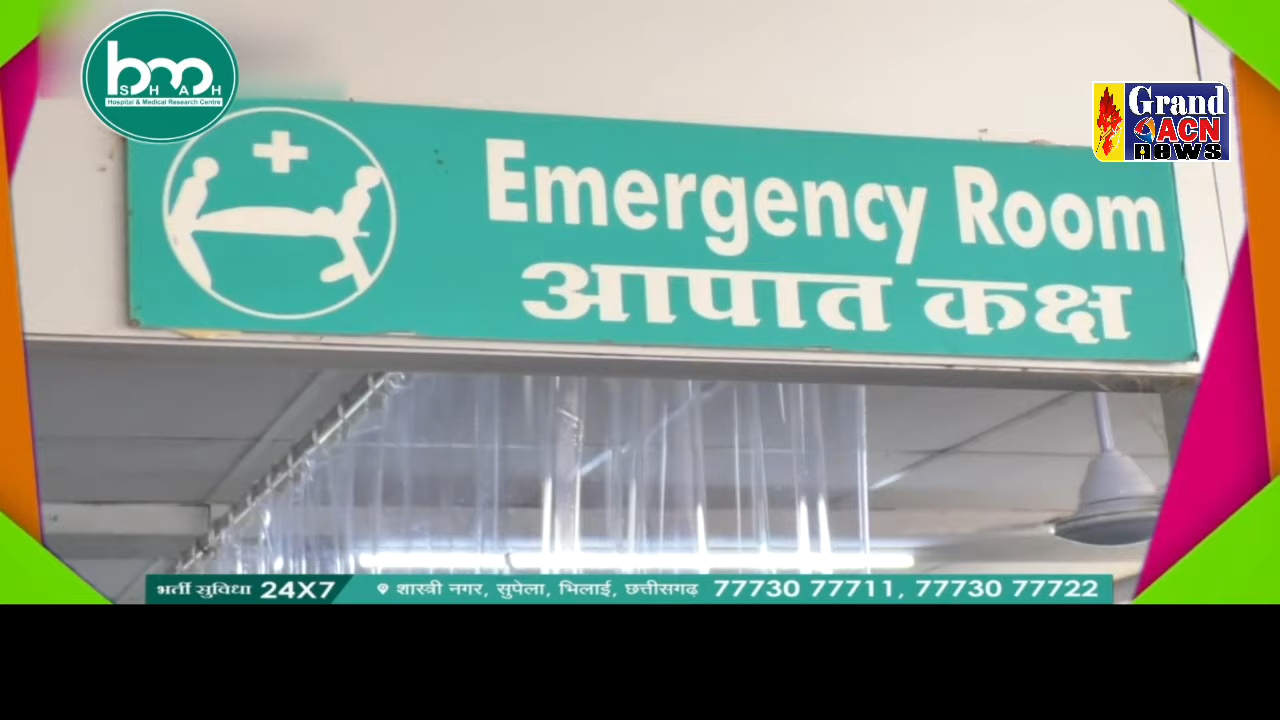 bm
SHAH
Hospital & Medical Research Centre
Grand
ACN
news
Emergency Room
आपात कक्ष
भर्ती सुविधा 24X7
शास्त्री नगर, सुपेला, भिलाई, छत्तीसगढ़ 77730 77711, 77730 77722